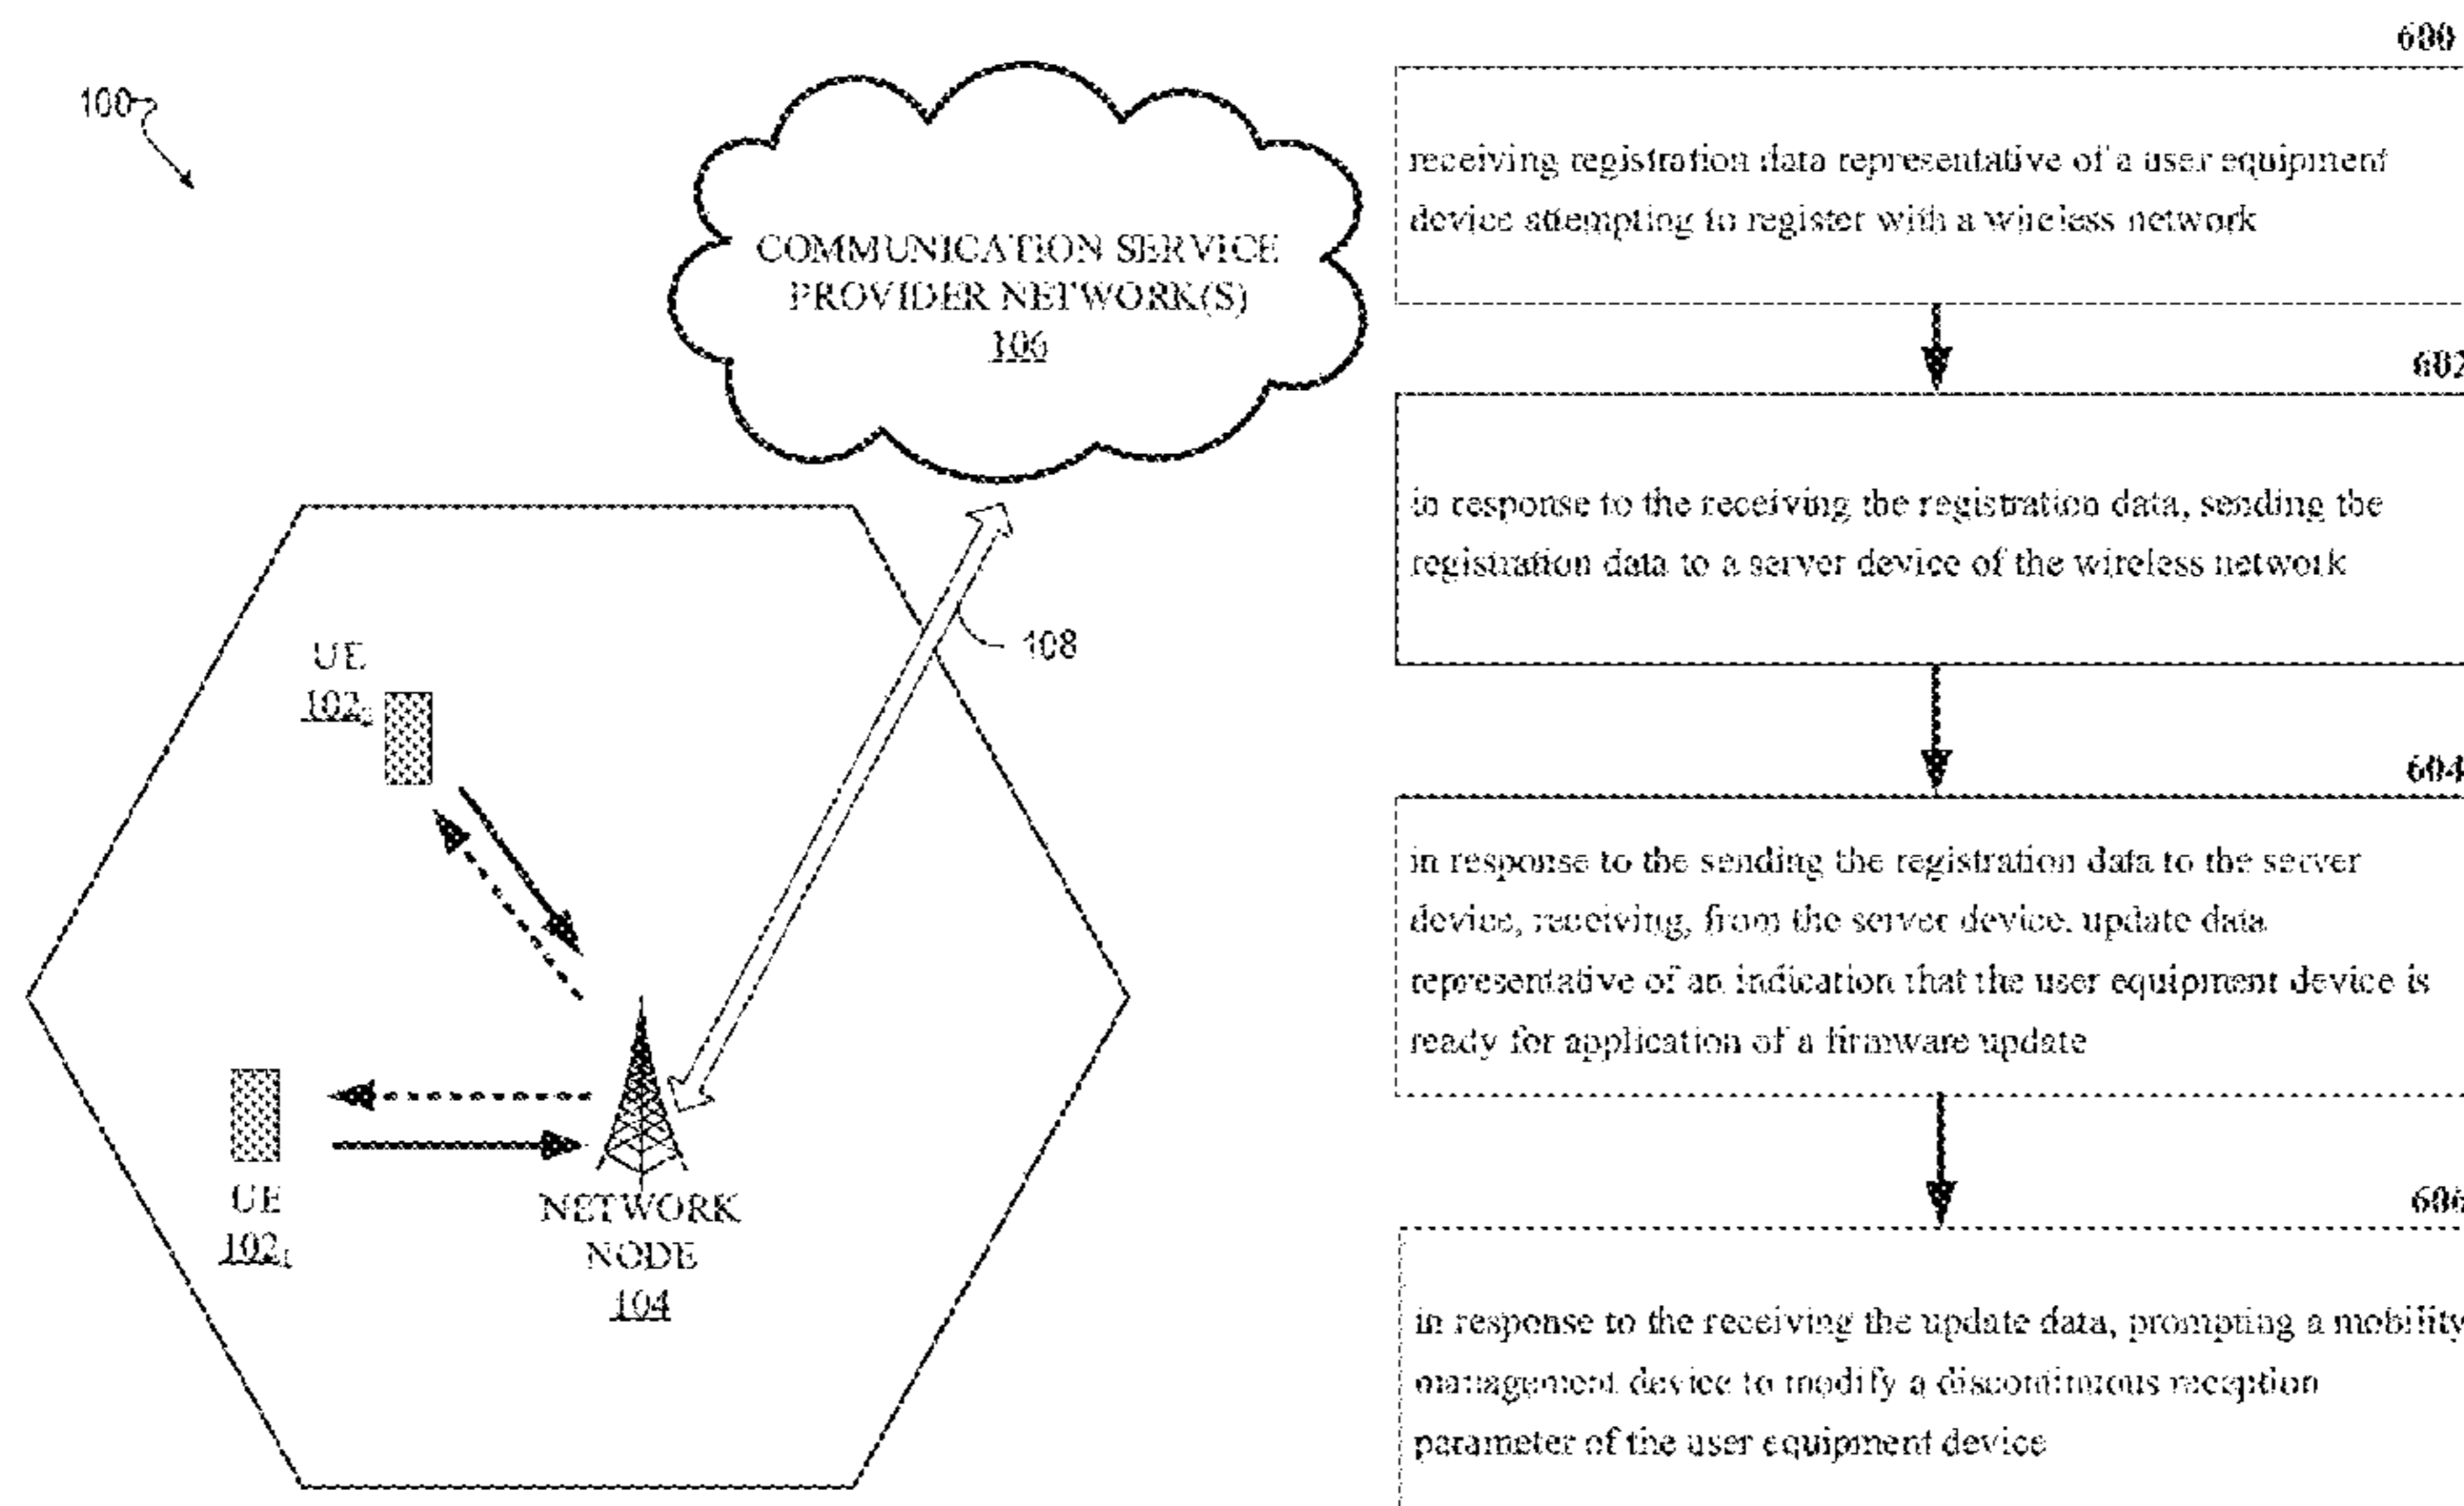 100
COMMUNICATION SERVICE
PROVIDER NETWORK(S)
106
108
UE
102₂
UE
102₁
NETWORK
NODE
104
600
receiving registration data representative of a user equipment
device attempting to register with a wireless network
602
in response to the receiving the registration data, sending the
registration data to a server device of the wireless network
604
in response to the sending the registration data to the server
device, receiving, from the server device, update data
representative of an indication that the user equipment device is
ready for application of a firmware update
606
in response to the receiving the update data, prompting a mobility
management device to modify a discontinuous reception
parameter of the user equipment device